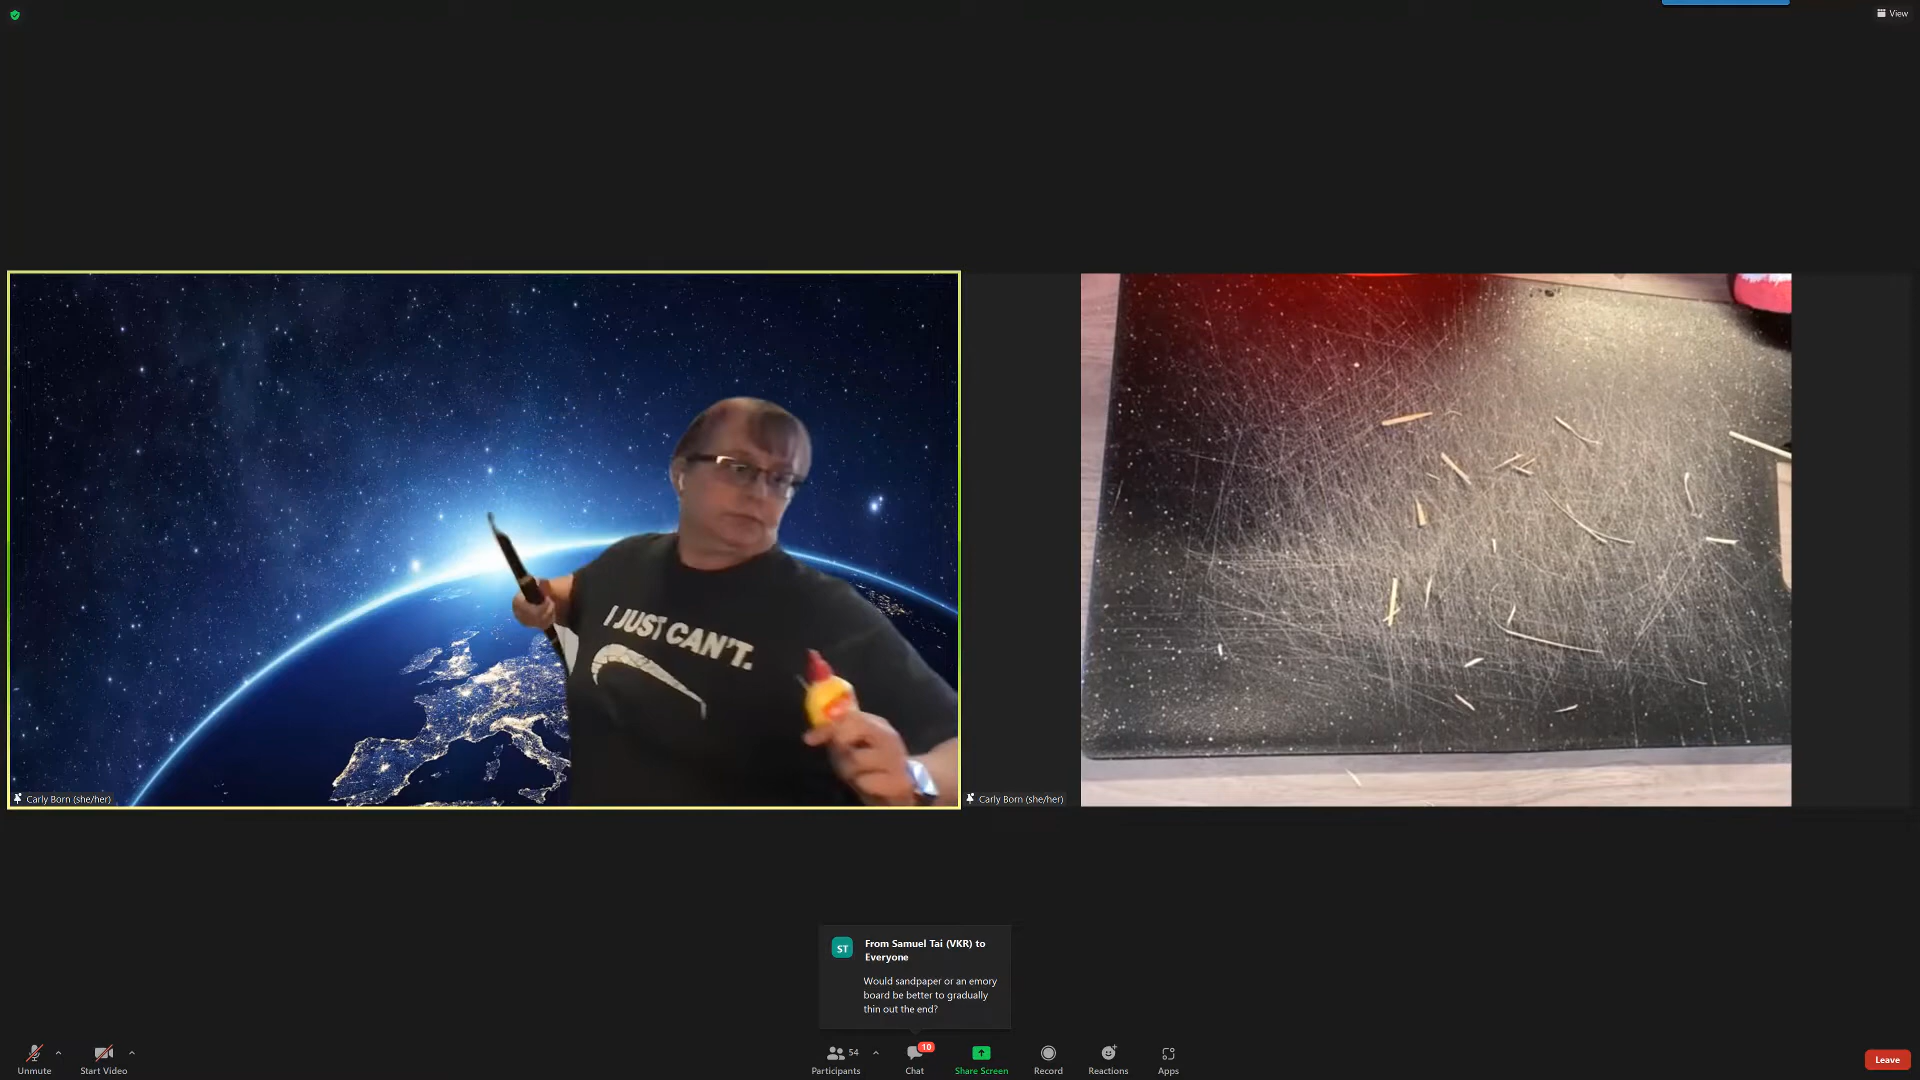 View
I JUST CAN'T.
Carly Born (she/her)
Carly Born (she/her)
ST
From Samuel Tai (VKR) to
Everyone
Would sandpaper or an emory
board be better to gradually
thin out the end?
Unmute
Start Video
54
Participants
10
Chat
Share Screen
Record
Reactions
Apps
Leave